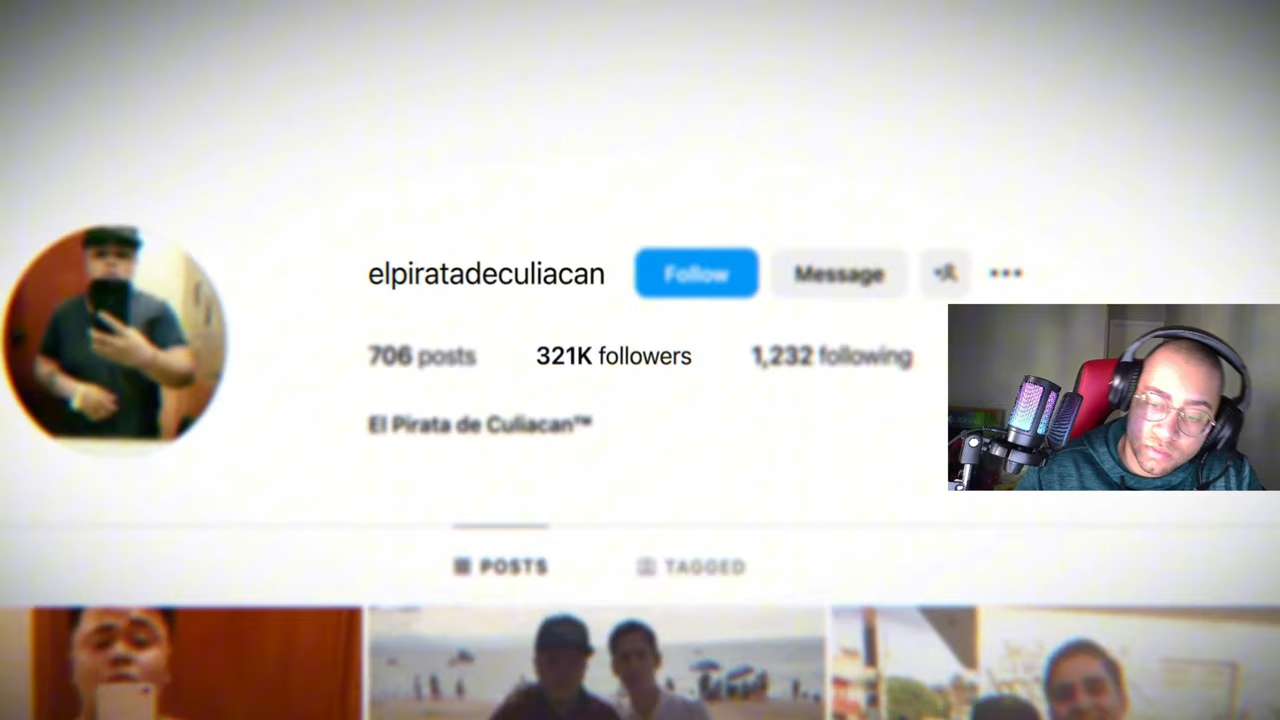 elpiratadeculiacan Follow Message
706 posts 321K followers 1,232 following
El Pirata de Culiacan™
POSTS TAGGED